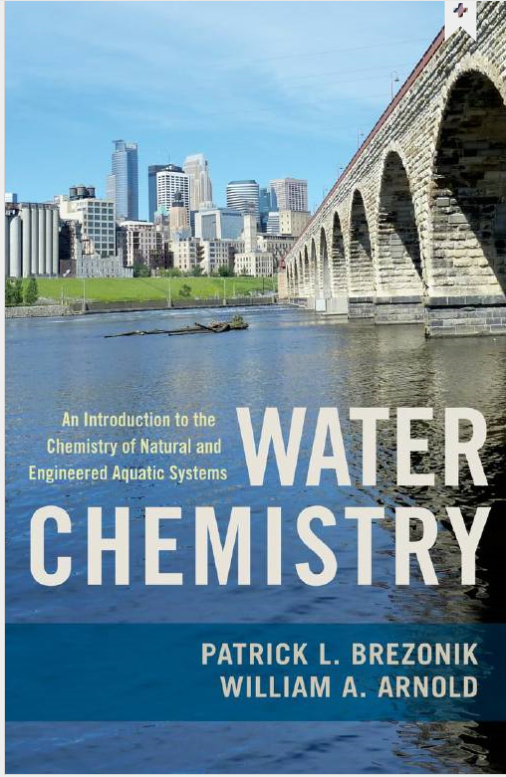 An Introduction to the
Chemistry of Natural and
Engineered Aquatic Systems
WATER
CHEMISTRY
PATRICK L. BREZONIK
WILLIAM A. ARNOLD